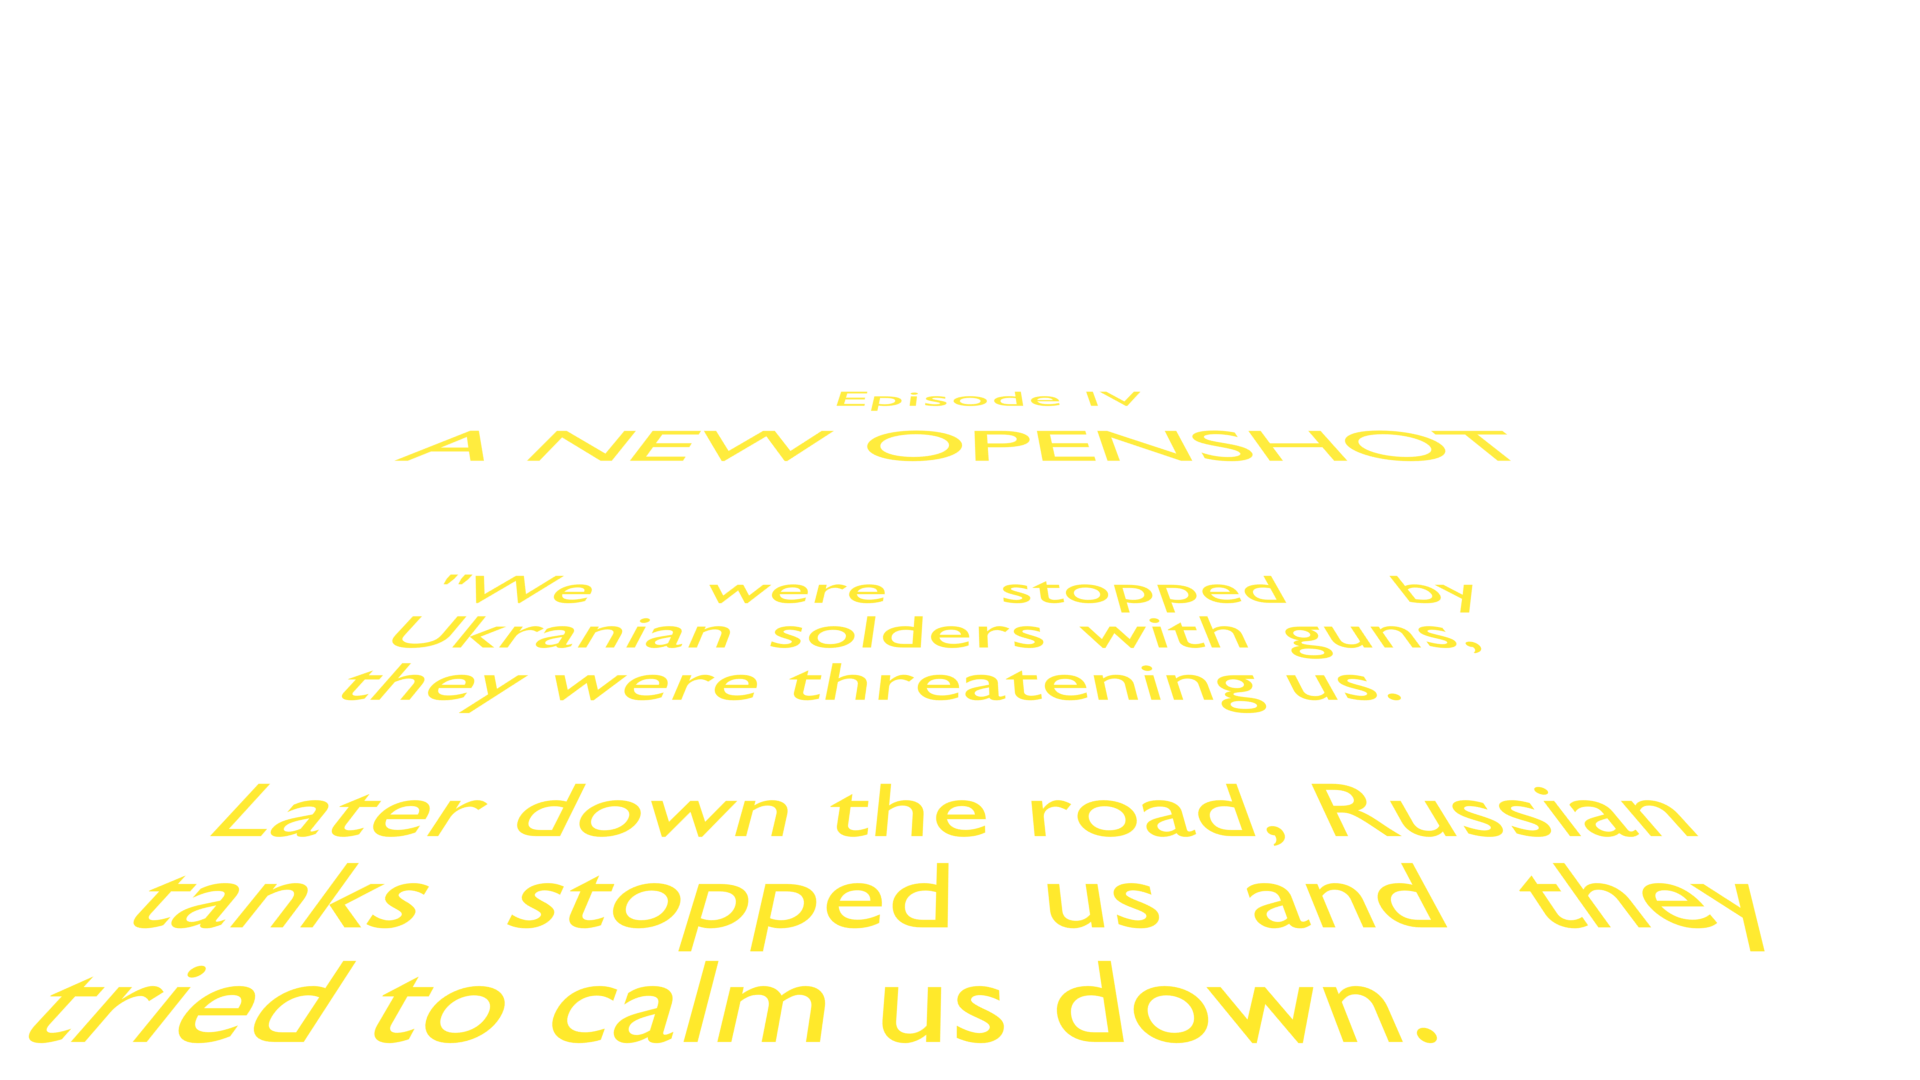 Episode IV
A NEW OPENSHOT
"We were stopped by
Ukranian solders with guns,
they were threatening us.
Later down the road, Russian
tanks stopped us and they
tried to calm us down.